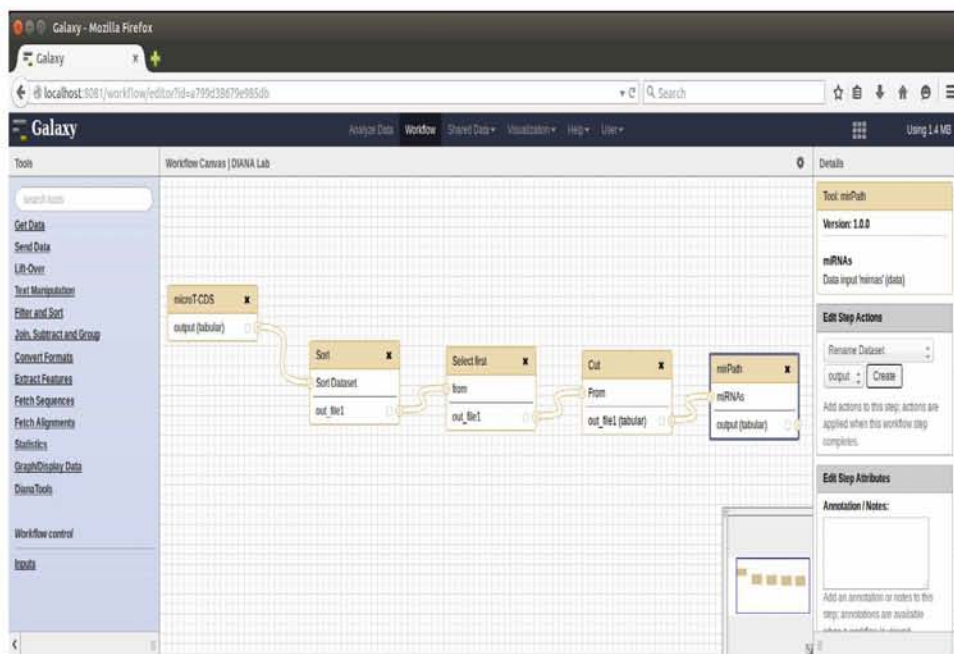 Galaxy - Mozilla Firefox
Galaxy
localhost:8081/workflow/editor?id=a799d38679e985db
Search
Galaxy
Analyze Data Workflow Shared Data Visualization Help User
Using 1.4 MB
Tools
Workflow Canvas | DIANA Lab
Details
search tools
Get Data
Send Data
Lift-Over
Text Manipulation
Filter and Sort
Join, Subtract and Group
Convert Formats
Extract Features
Fetch Sequences
Fetch Alignments
Statistics
Graph/Display Data
DianaTools
Workflow control
Inputs
microT-CDS
output (tabular)
Sort
Sort Dataset
out_file1
Select first
from
out_file1
Cut
From
out_file1 (tabular)
mirPath
miRNAs
output (tabular)
Tool: mirPath
Version: 1.0.0
miRNAs
Data input 'mirnas' (data)
Edit Step Actions
Rename Dataset
output Create
Add actions to this step; actions are
applied when this workflow step
completes.
Edit Step Attributes
Annotation / Notes:
Add an annotation or notes to this
step; annotations are available